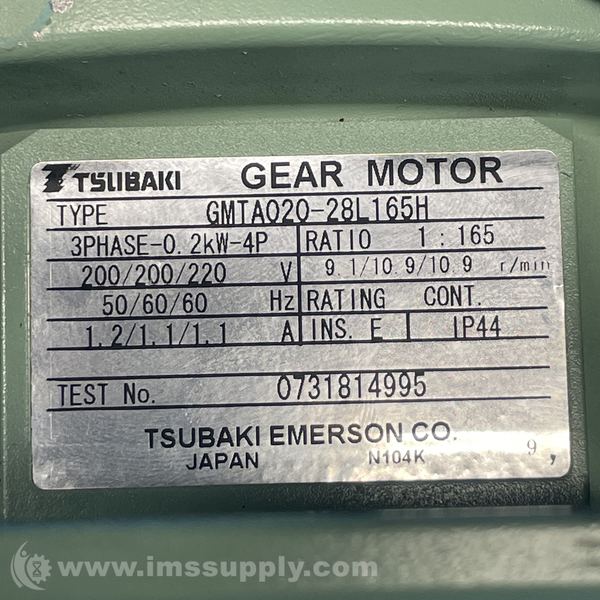 TSUBAKI GEAR MOTOR
TYPE GMTA020-28L165H
3PHASE-0.2kW-4P RATIO 1:165
200/200/220 V 9.1/10.9/10.9 r/min
50/60/60 Hz RATING CONT.
1.2/1.1/1.1 A INS. E IP44
TEST No. 0731814995
TSUBAKI EMERSON CO.
JAPAN N104K 9,
www.imssupply.com